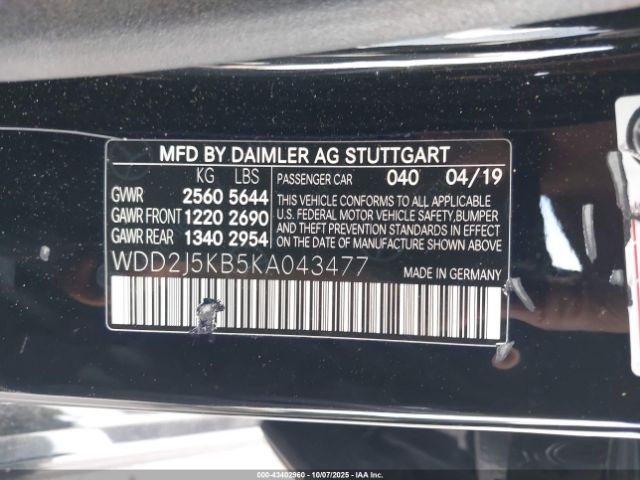 MFD BY DAIMLER AG STUTTGART
KG LBS
GVWR 2560 5644
GAWR FRONT 1220 2690
GAWR REAR 1340 2954
PASSENGER CAR 040 04/19
THIS VEHICLE CONFORMS TO ALL APPLICABLE
U.S. FEDERAL MOTOR VEHICLE SAFETY, BUMPER
AND THEFT PREVENTION STANDARDS IN EFFECT
ON THE DATE OF MANUFACTURE SHOWN ABOVE.
WDD2J5KB5KA043477
MADE IN GERMANY
000-43402960 - 10/07/2025 - IAAI.COM